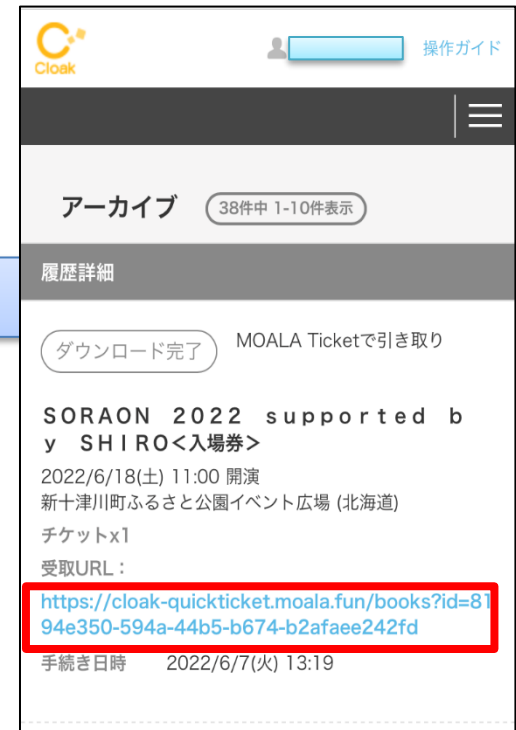 Cloak
操作ガイド
アーカイブ
38件中 1-10件表示
履歴詳細
ダウンロード完了
MOALA Ticketで引き取り
SORAON 2022 supported b
y SHIRO<入場券>
2022/6/18(土) 11:00 開演
新十津川町ふるさと公園イベント広場 (北海道)
チケットx1
受取URL：
https://cloak-quickticket.moala.fun/books?id=81
94e350-594a-44b5-b674-b2afaee242fd
手続き日時 2022/6/7(火) 13:19